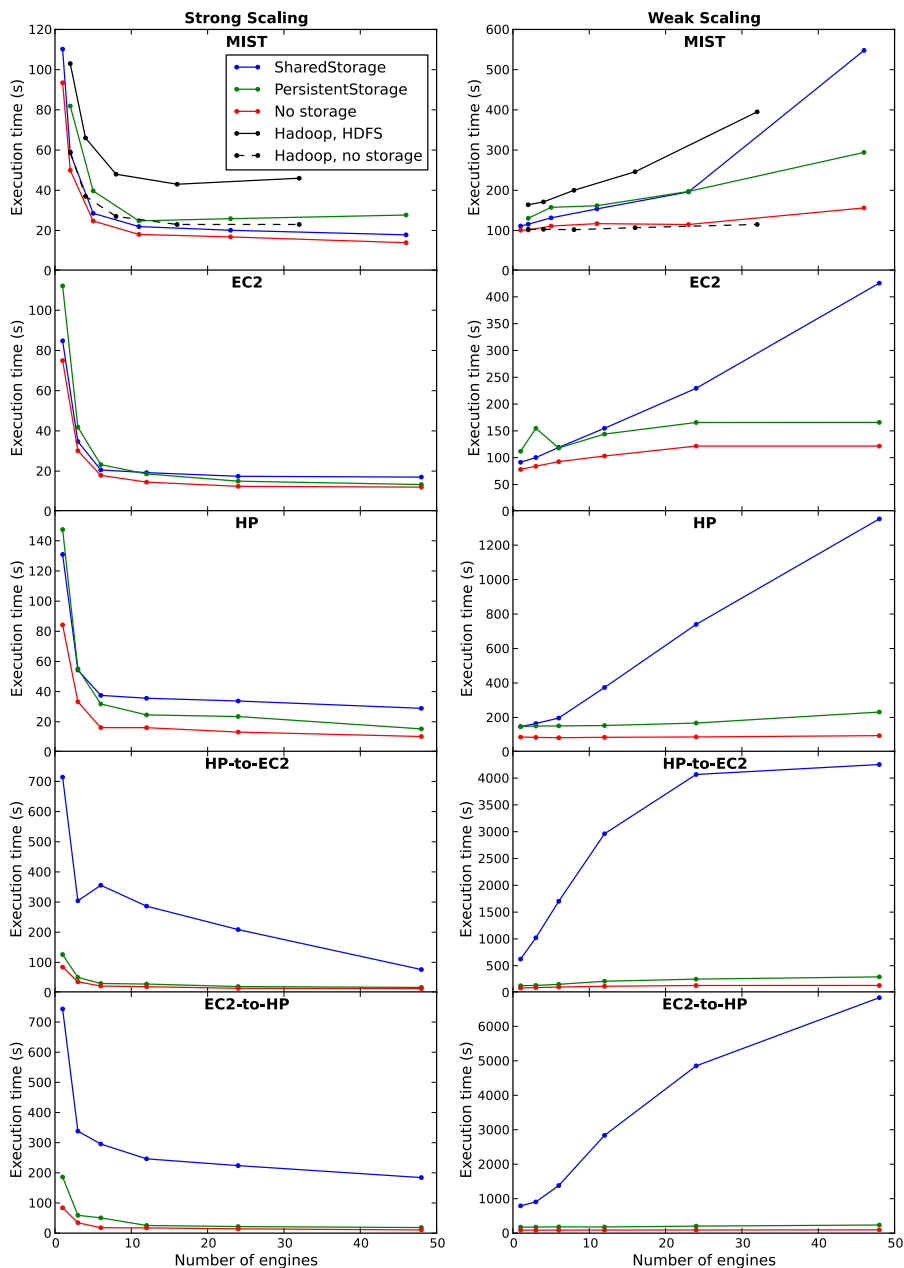 Strong Scaling
Weak Scaling
MIST
Execution time (s)
120
100
80
60
40
20
0
SharedStorage
PersistentStorage
No storage
Hadoop, HDFS
Hadoop, no storage
MIST
Execution time (s)
600
500
400
300
200
100
0
EC2
Execution time (s)
100
80
60
40
20
0
EC2
Execution time (s)
400
350
300
250
200
150
100
50
0
HP
Execution time (s)
140
120
100
80
60
40
20
0
HP
Execution time (s)
1200
1000
800
600
400
200
0
HP-to-EC2
Execution time (s)
700
600
500
400
300
200
100
0
HP-to-EC2
Execution time (s)
4000
3500
3000
2500
2000
1500
1000
500
0
EC2-to-HP
Execution time (s)
700
600
500
400
300
200
100
0
0 10 20 30 40 50
Number of engines
EC2-to-HP
Execution time (s)
6000
5000
4000
3000
2000
1000
0
0 10 20 30 40 50
Number of engines